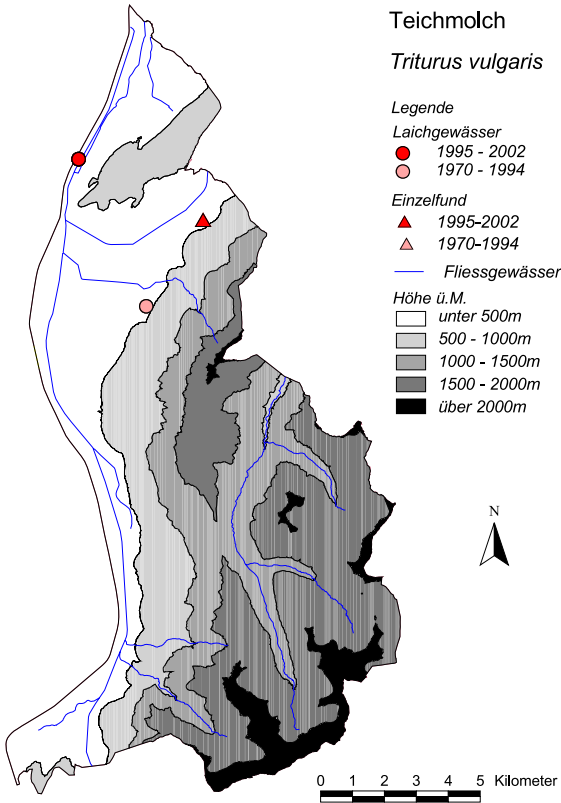 Teichmolch
Triturus vulgaris
Legende
Laichgewässer
1995 - 2002
1970 - 1994
Einzelfund
1995-2002
1970-1994
Fliessgewässer
Höhe ü.M.
unter 500m
500 - 1000m
1000 - 1500m
1500 - 2000m
über 2000m
N
0 1 2 3 4 5 Kilometer